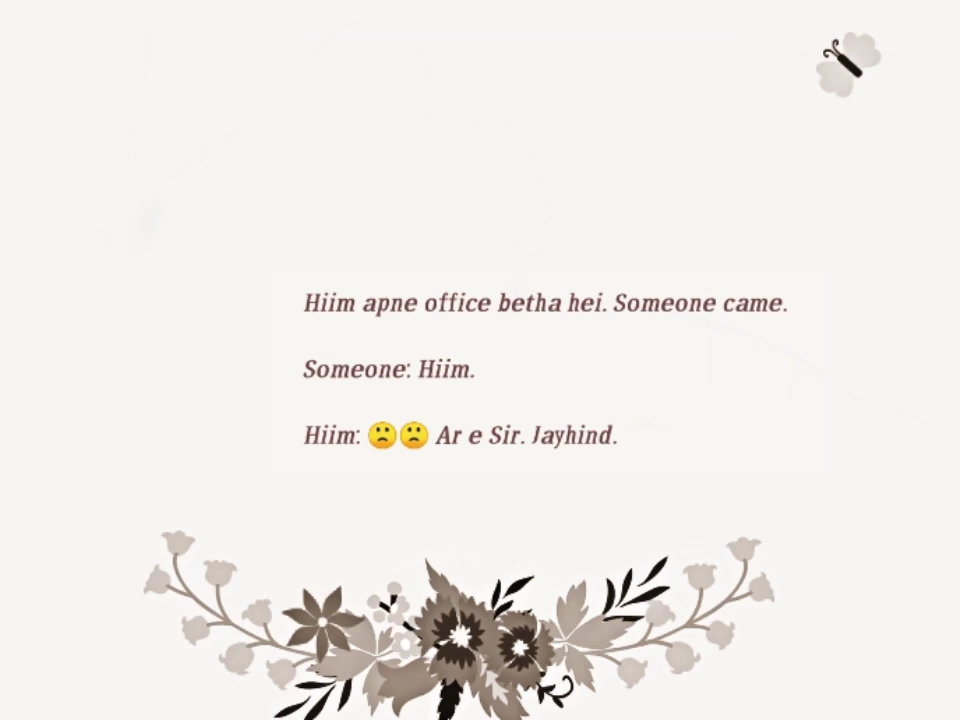 Hiim apne office betha hei. Someone came.
Someone: Hiim.
Hiim: 🙁🙁 Ar e Sir. Jayhind.